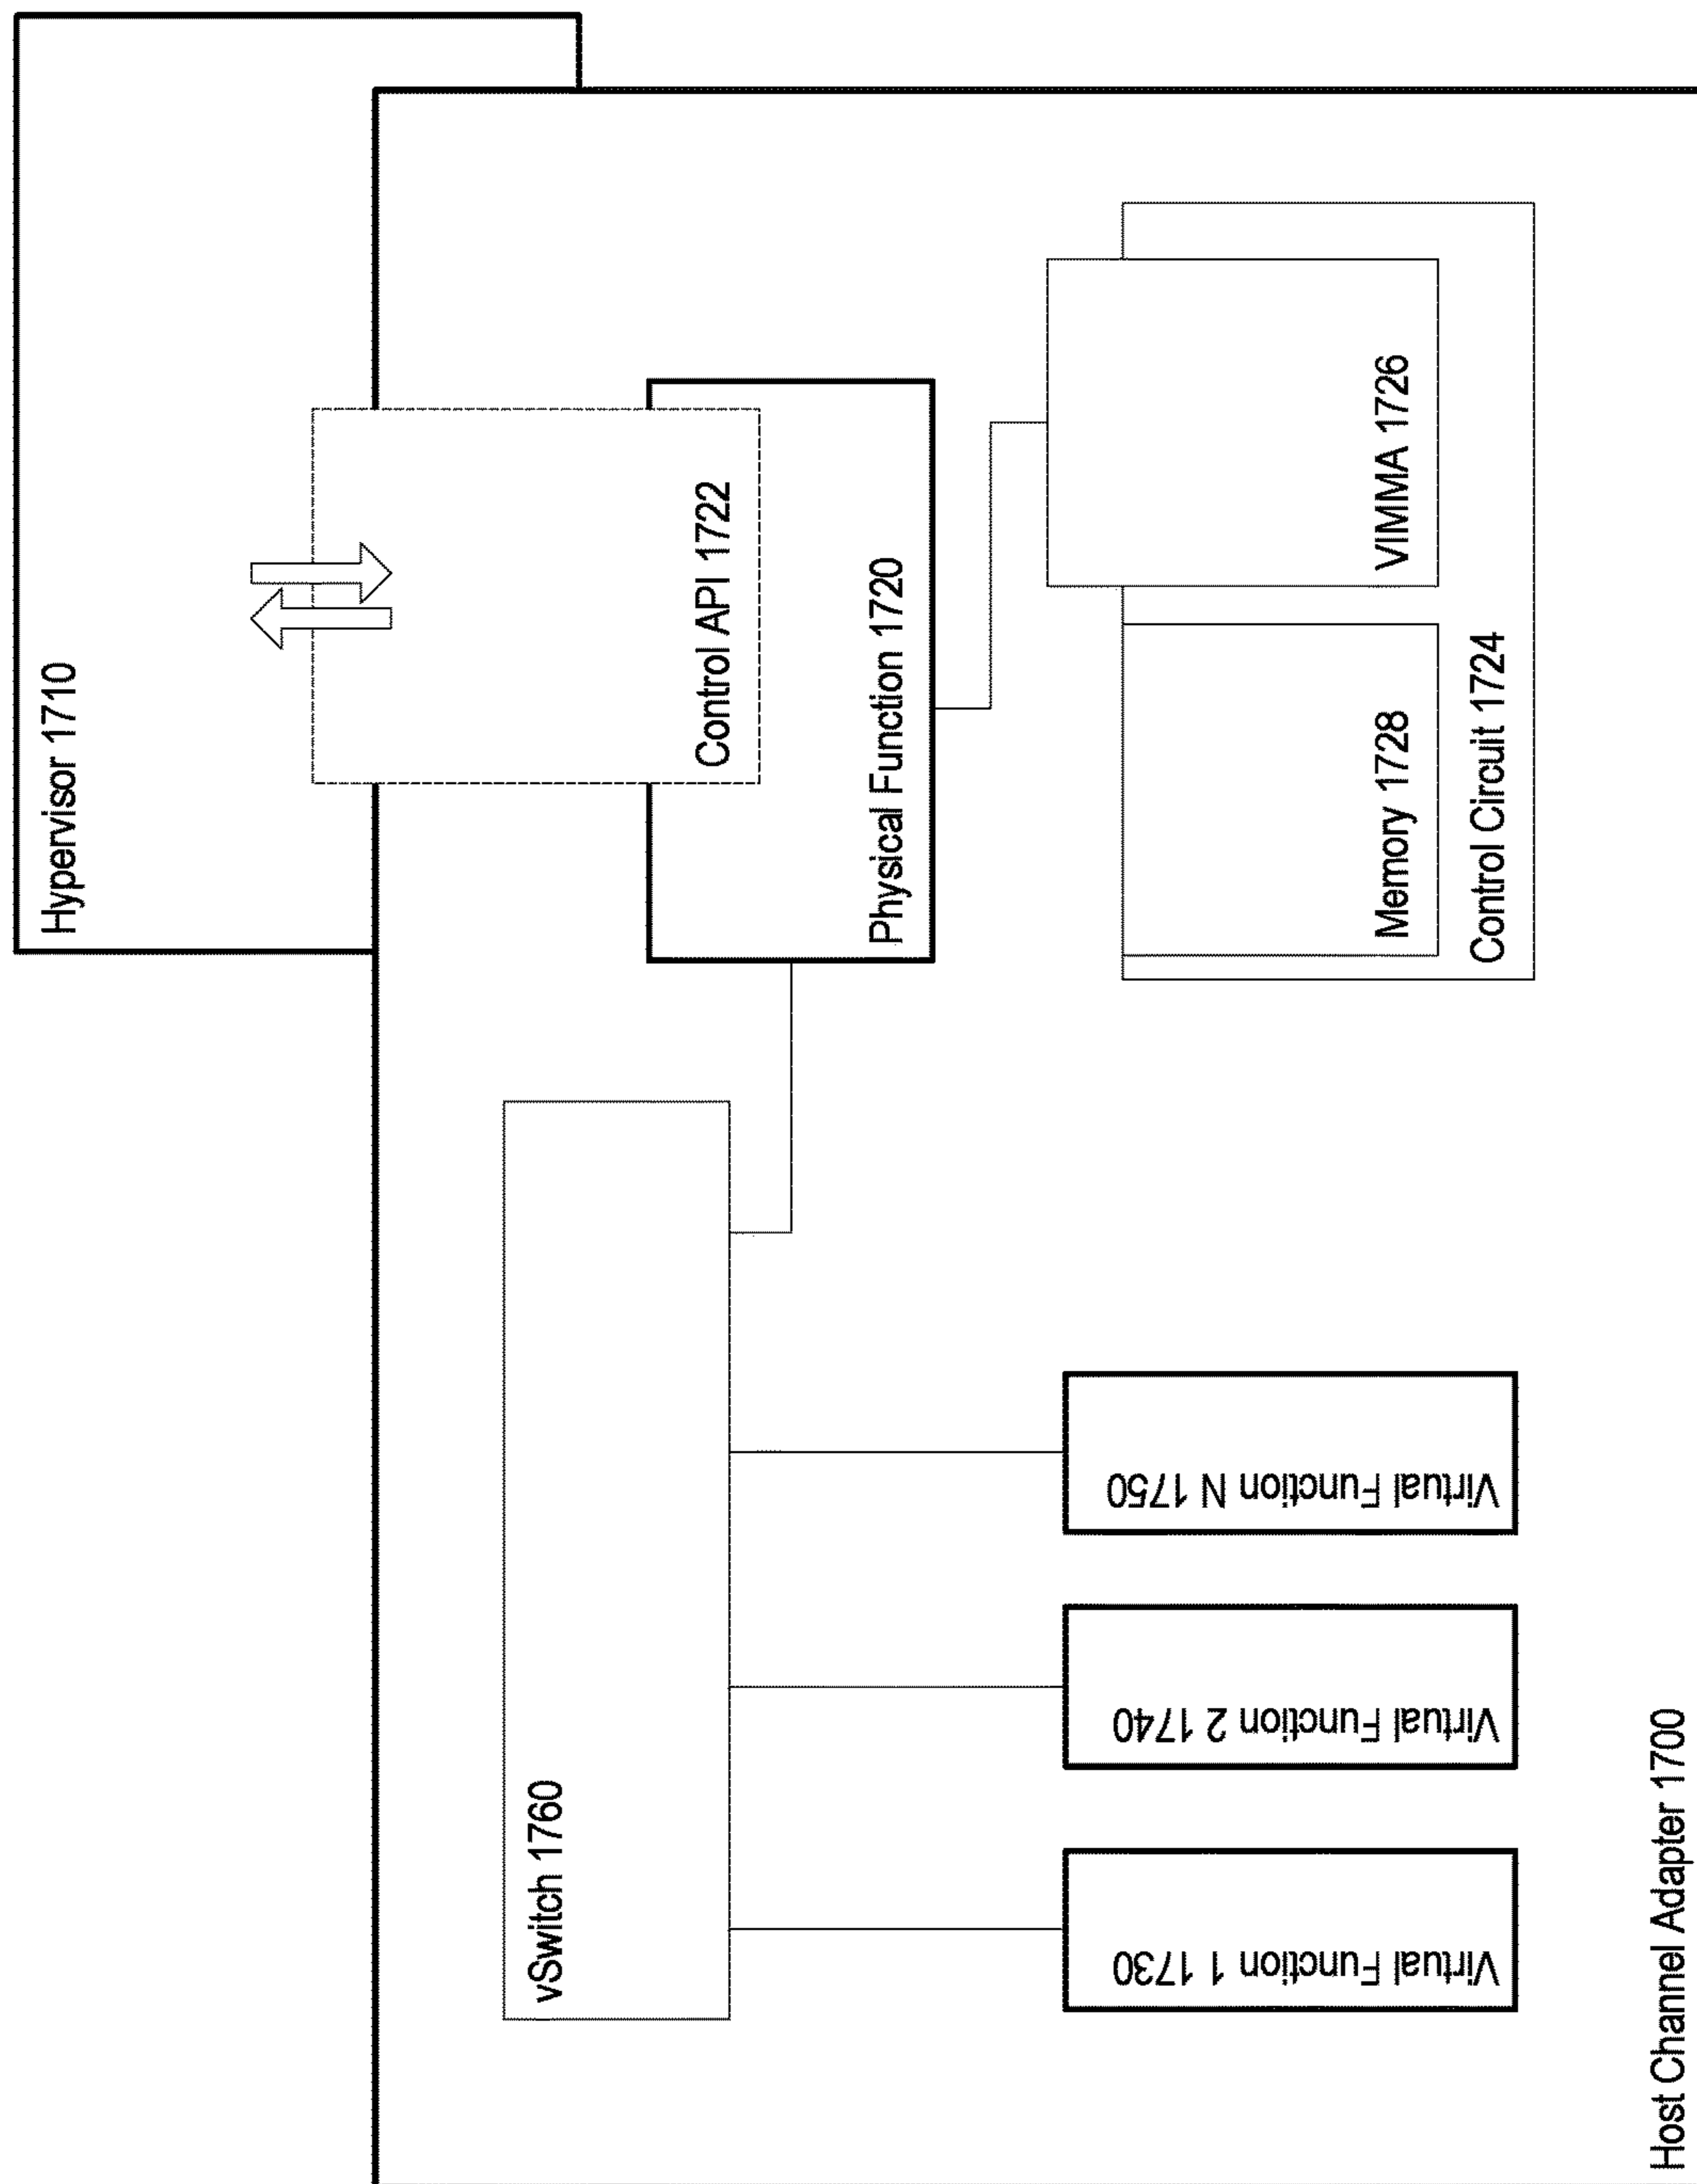 Hypervisor 1710
Control API 1722
vSwitch 1760
Physical Function 1720
Virtual Function 1 1730
Virtual Function 2 1740
Virtual Function N 1750
Memory 1728
VIMMA 1726
Control Circuit 1724
Host Channel Adapter 1700